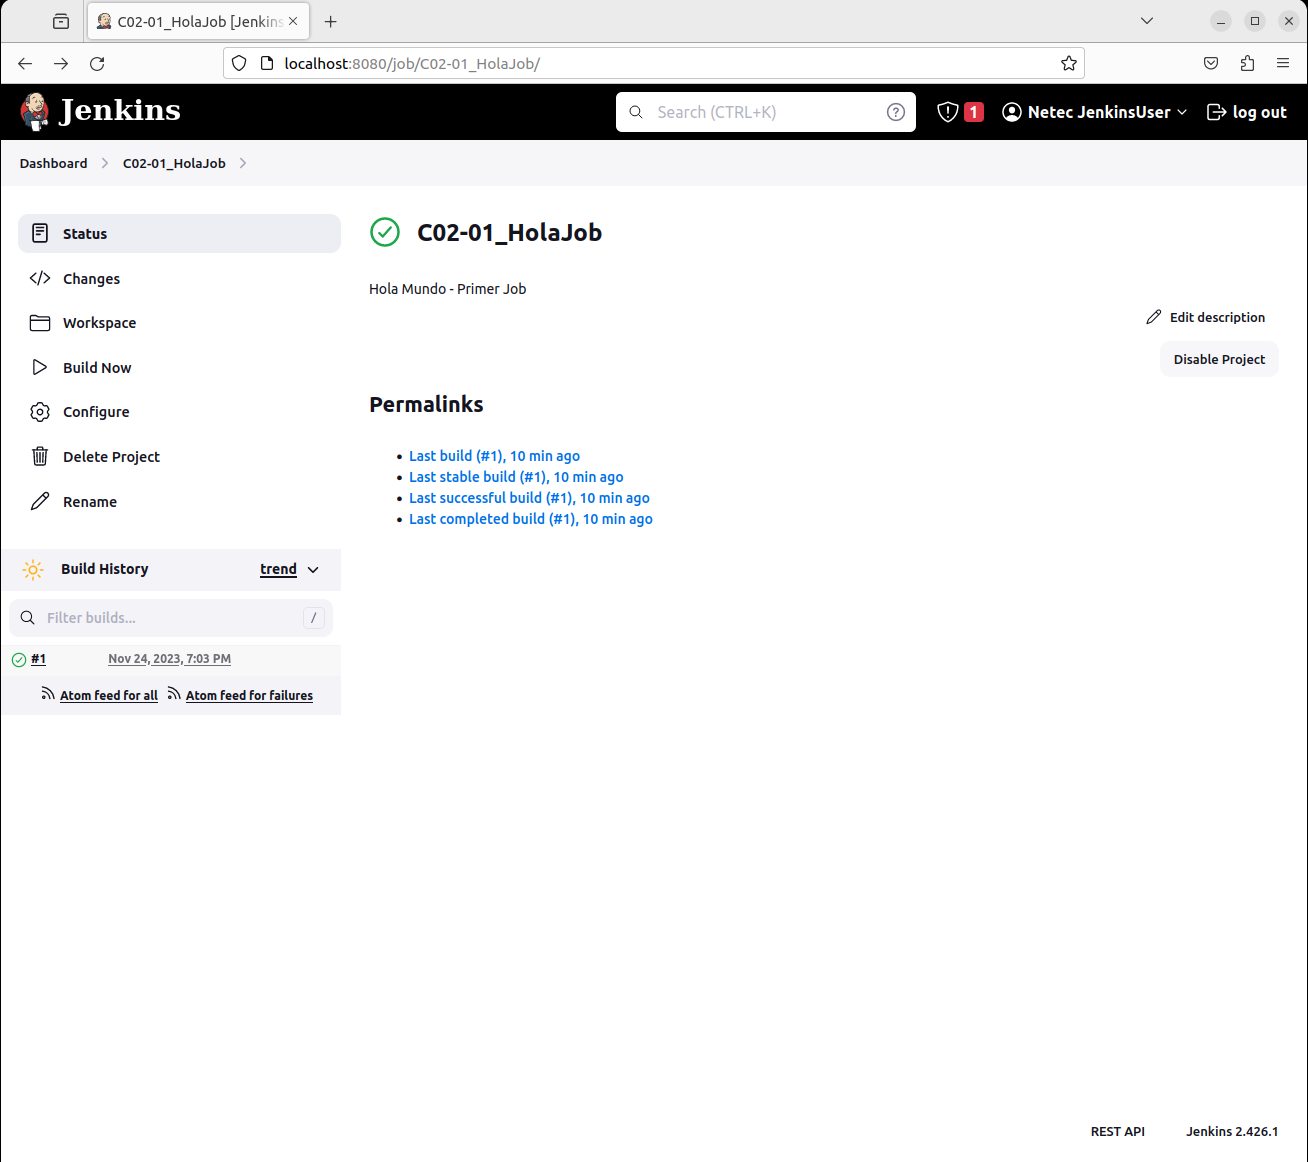 C02-01_HolaJob [Jenkins
localhost:8080/job/C02-01_HolaJob/
Jenkins
Search (CTRL+K)
?
1
Netec JenkinsUser
log out
Dashboard
C02-01_HolaJob
Status
Changes
Workspace
Build Now
Configure
Delete Project
Rename
Build History
trend
Filter builds...
/
#1
Nov 24, 2023, 7:03 PM
Atom feed for all
Atom feed for failures
C02-01_HolaJob
Hola Mundo - Primer Job
Edit description
Disable Project
Permalinks
Last build (#1), 10 min ago
Last stable build (#1), 10 min ago
Last successful build (#1), 10 min ago
Last completed build (#1), 10 min ago
REST API
Jenkins 2.426.1